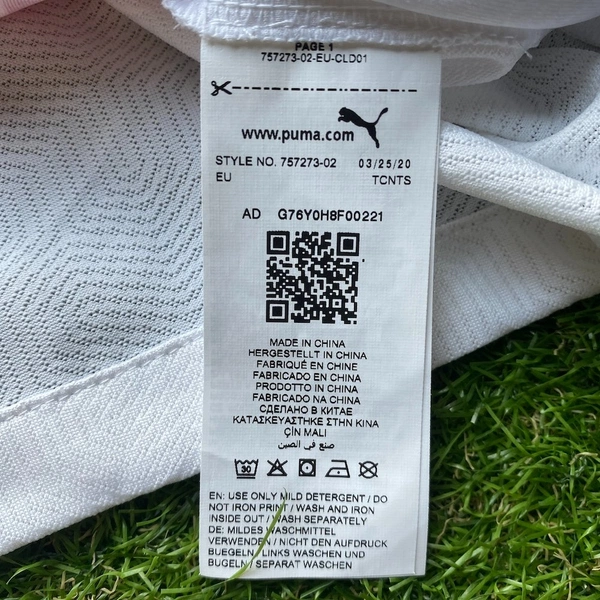 PAGE 1
757273-02-EU-CLD01
www.puma.com
STYLE NO. 757273-02 03/25/20
EU TCNTS
AD G76Y0H8F00221
MADE IN CHINA
HERGESTELLT IN CHINA
FABRIQUÉ EN CHINE
FABRICADO EN CHINA
PRODOTTO IN CHINA
FABRICADO NA CHINA
СДЕЛАНО В КИТАЕ
ΚΑΤΑΣΚΕΥΑΣΤΗΚΕ ΣΤΗΝ ΚΙΝΑ
ÇİN MALI
صنع في الصين
30
EN: USE ONLY MILD DETERGENT / DO
NOT IRON PRINT / WASH AND IRON
INSIDE OUT / WASH SEPARATELY
DE: MILDES WASCHMITTEL
VERWENDEN / NICHT DEN AUFDRUCK
BUEGELN / LINKS WASCHEN UND
BUGELN / SEPARAT WASCHEN